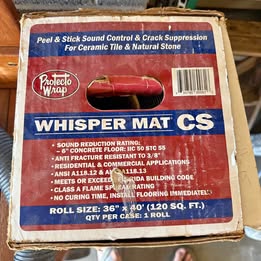 Peel & Stick Sound Control & Crack Suppression
For Ceramic Tile & Natural Stone
Protecto
Wrap
WHISPER MAT CS
• SOUND REDUCTION RATING:
– 6" CONCRETE FLOOR: IIC 50 STC 55
• ANTI FRACTURE RESISTANT TO 3/8"
• RESIDENTIAL & COMMERCIAL APPLICATIONS
• ANSI A118.12 & A118.13
• MEETS OR EXCEED FLORIDA BUILDING CODE
• CLASS A FLAME SPREAD RATING
• NO CURING TIME, INSTALL FLOORING IMMEDIATELY
ROLL SIZE: 36" x 40' (120 SQ. FT.)
QTY PER CASE: 1 ROLL